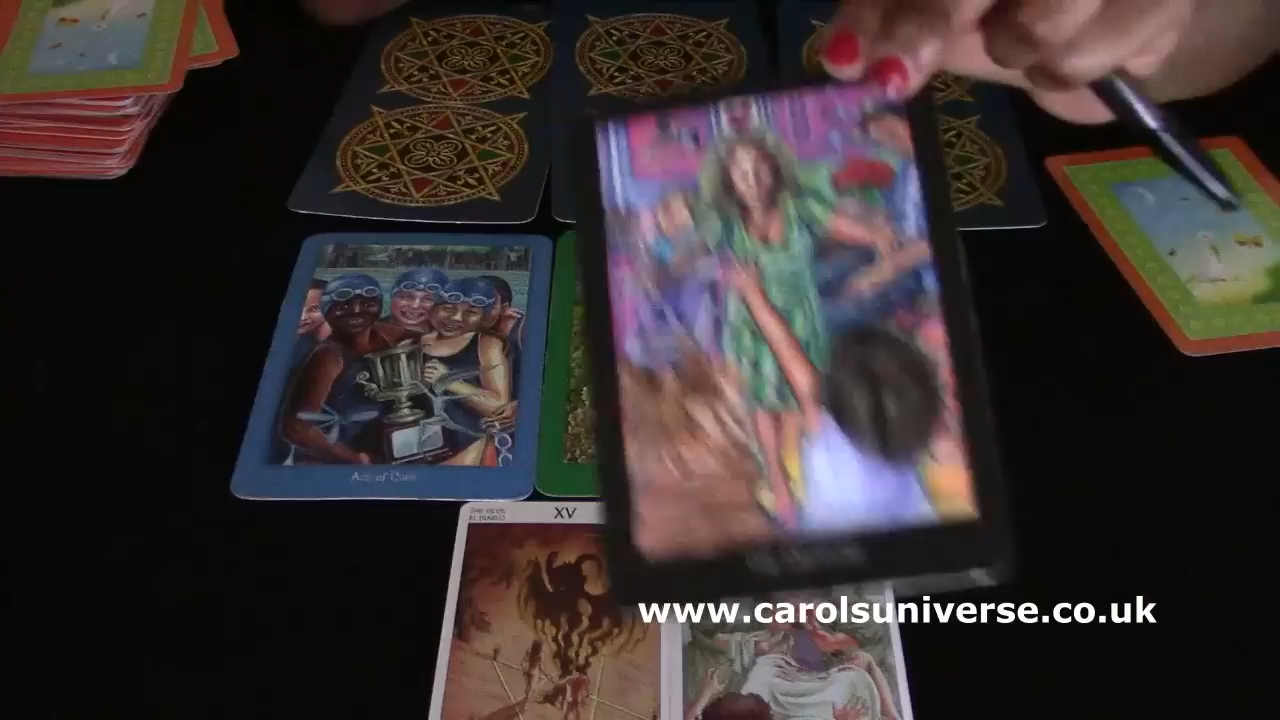 Ace of Cups
THE DEVIL
EL DIABLO
XV
www.carolsuniverse.co.uk